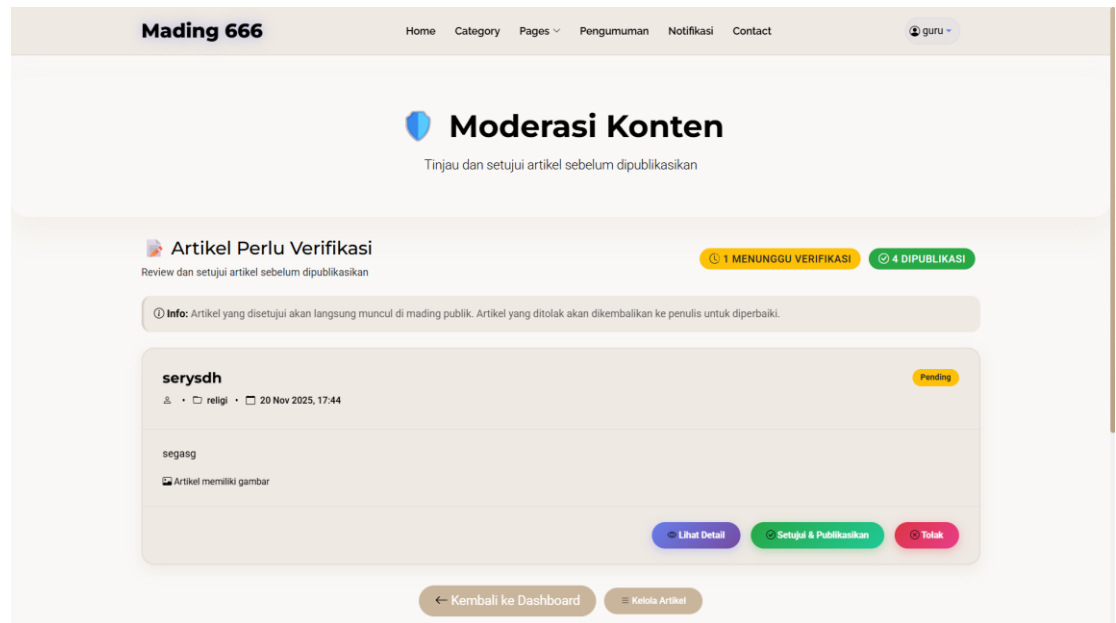 Mading 666
Home Category Pages Pengumuman Notifikasi Contact guru
Moderasi Konten
Tinjau dan setujui artikel sebelum dipublikasikan
Artikel Perlu Verifikasi
Review dan setujui artikel sebelum dipublikasikan
1 MENUNGGU VERIFIKASI 4 DIPUBLIKASI
Info: Artikel yang disetujui akan langsung muncul di mading publik. Artikel yang ditolak akan dikembalikan ke penulis untuk diperbaiki.
serysdh
Pending
• religi • 20 Nov 2025, 17:44
segasg
Artikel memiliki gambar
Lihat Detail Setujui & Publikasikan Tolak
← Kembali ke Dashboard Kelola Artikel